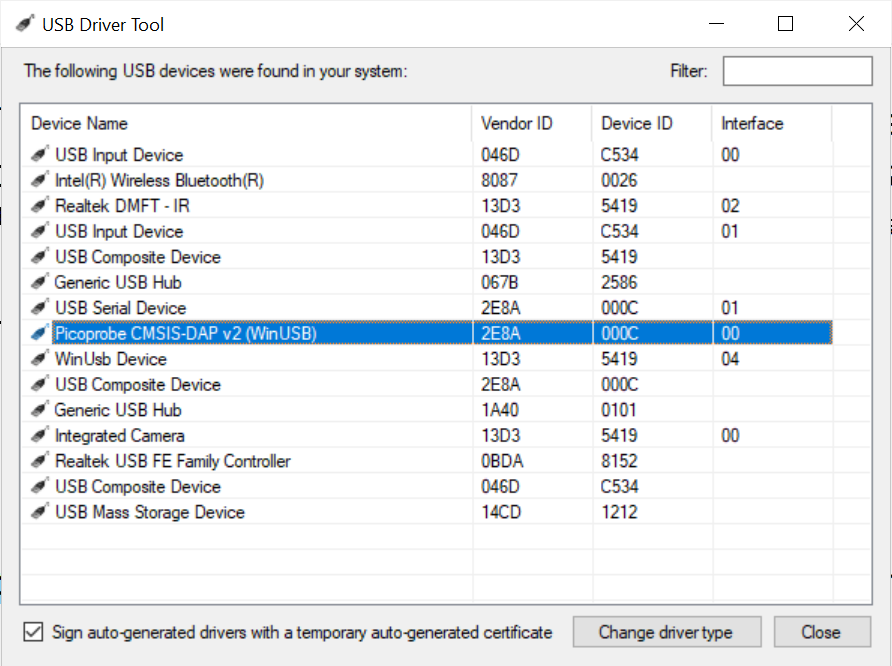 USB Driver Tool
The following USB devices were found in your system: Filter:
Device Name Vendor ID Device ID Interface
USB Input Device 046D C534 00
Intel(R) Wireless Bluetooth(R) 8087 0026
Realtek DMFT - IR 13D3 5419 02
USB Input Device 046D C534 01
USB Composite Device 13D3 5419
Generic USB Hub 067B 2586
USB Serial Device 2E8A 000C 01
Picoprobe CMSIS-DAP v2 (WinUSB) 2E8A 000C 00
WinUsb Device 13D3 5419 04
USB Composite Device 2E8A 000C
Generic USB Hub 1A40 0101
Integrated Camera 13D3 5419 00
Realtek USB FE Family Controller 0BDA 8152
USB Composite Device 046D C534
USB Mass Storage Device 14CD 1212
Sign auto-generated drivers with a temporary auto-generated certificate Change driver type Close